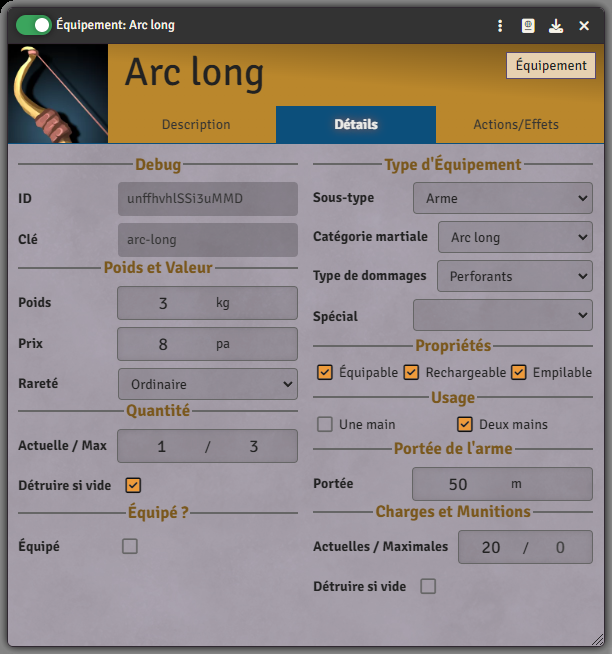 Équipement: Arc long
Arc long
Équipement
Description
Détails
Actions/Effets
Debug
ID
unffhvhlSSi3uMMD
Clé
arc-long
Poids et Valeur
Poids
3 kg
Prix
8 pa
Rareté
Ordinaire
Quantité
Actuelle / Max
1 / 3
Détruire si vide
Équipé ?
Équipé
Type d'Équipement
Sous-type
Arme
Catégorie martiale
Arc long
Type de dommages
Perforants
Spécial
Propriétés
Équipable
Rechargeable
Empilable
Usage
Une main
Deux mains
Portée de l'arme
Portée
50 m
Charges et Munitions
Actuelles / Maximales
20 / 0
Détruire si vide